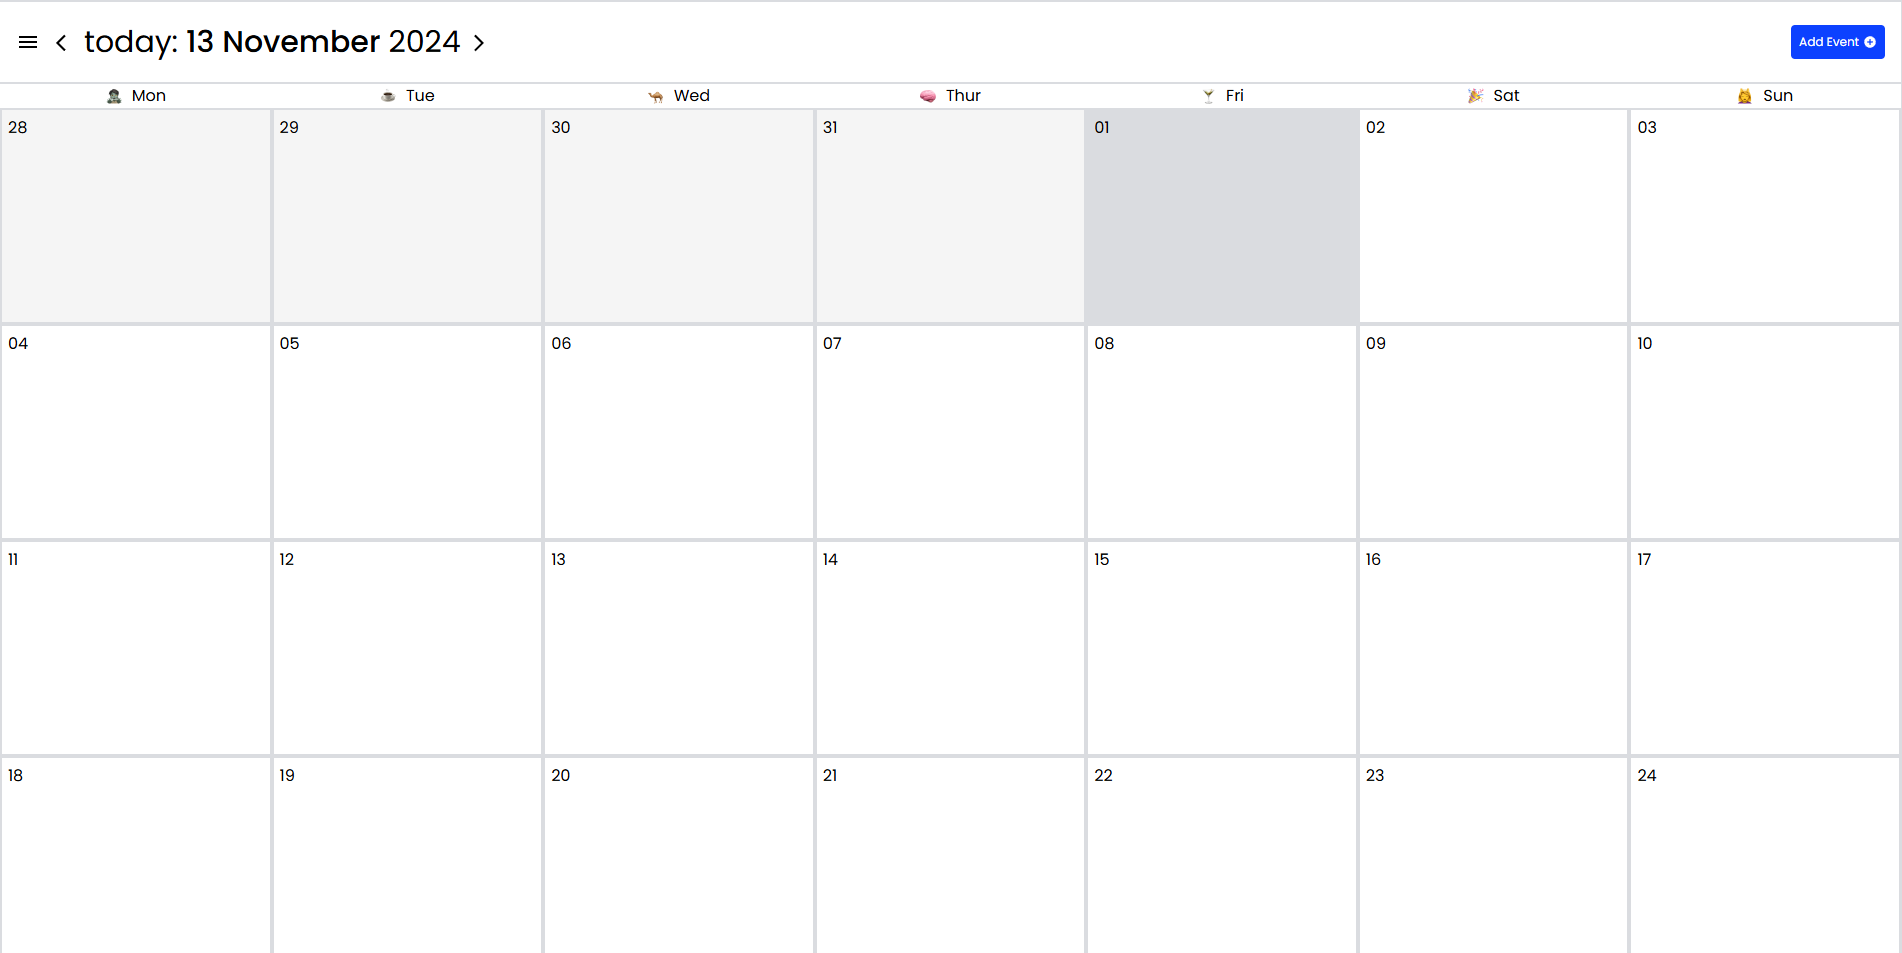 today: 13 November 2024
Add Event
Mon Tue Wed Thur Fri Sat Sun
28 29 30 31 01 02 03
04 05 06 07 08 09 10
11 12 13 14 15 16 17
18 19 20 21 22 23 24